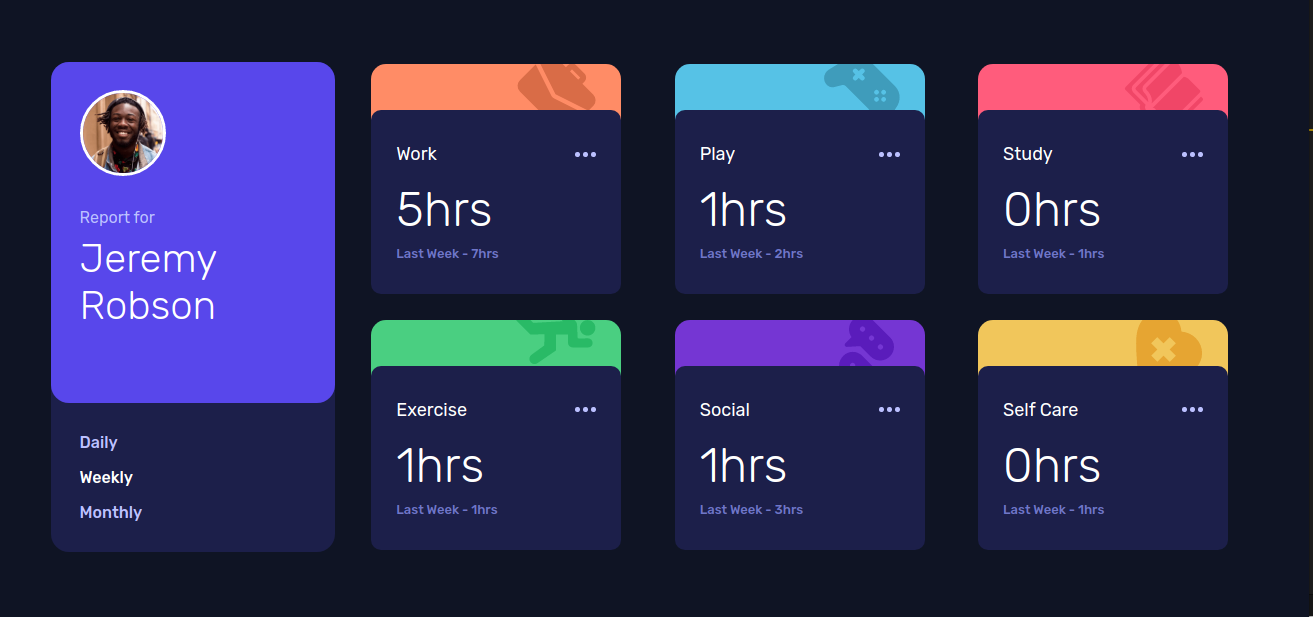 Report for
Jeremy
Robson
Daily
Weekly
Monthly
Work
5hrs
Last Week - 7hrs
Play
1hrs
Last Week - 2hrs
Study
0hrs
Last Week - 1hrs
Exercise
1hrs
Last Week - 1hrs
Social
1hrs
Last Week - 3hrs
Self Care
0hrs
Last Week - 1hrs